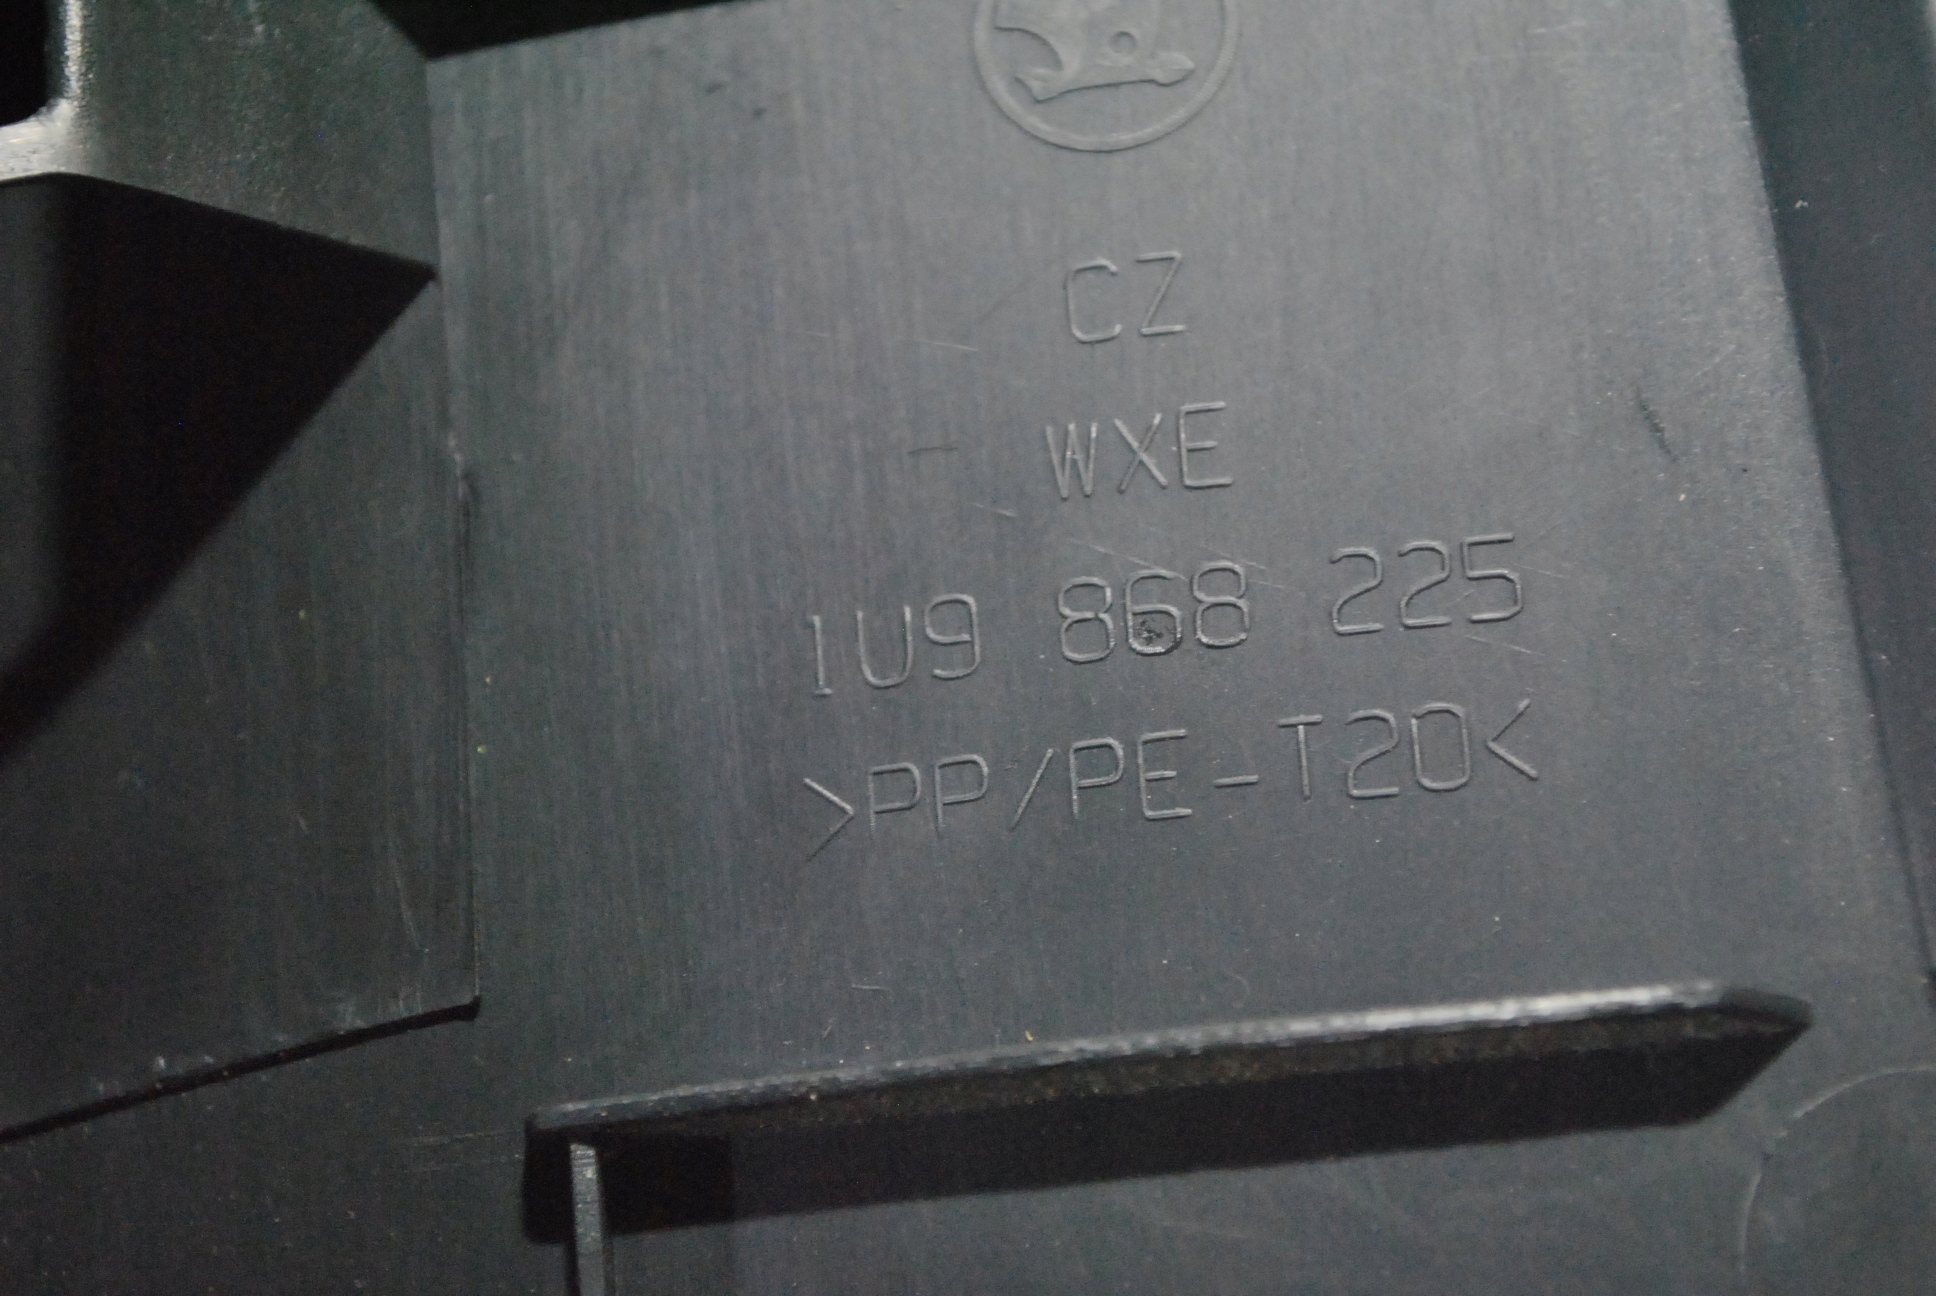 CZ
WXE
1U9 868 225
>PP/PE-T20<